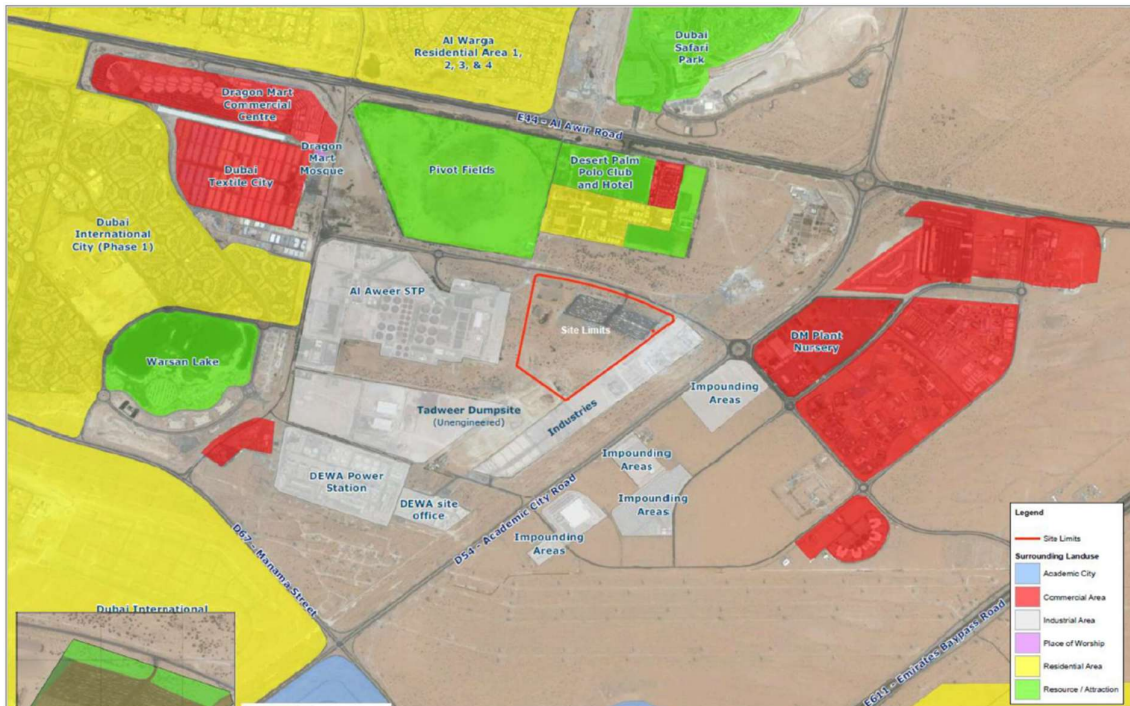 Al Warga
Residential Area 1,
2, 3, & 4
Dubai
Safari
Park
Dragon Mart
Commercial
Centre
E44 - Al Awir Road
Dragon
Mart
Mosque
Dubai
Textile City
Pivot Fields
Desert Palm
Polo Club
and Hotel
Dubai
International
City (Phase 1)
Al Aweer STP
Site Limits
DM Plant
Nursery
Warsan Lake
Impounding
Areas
Tadweer Dumpsite
(Unengineered)
Industries
Impounding
Areas
DEWA Power
Station
DEWA site
office
Impounding
Areas
Impounding
Areas
D54 - Academic City Road
D67 - Manama Street
Dubai International
E611 - Emirates Baypass Road
Legend
Site Limits
Surrounding Landuse
Academic City
Commercial Area
Industrial Area
Place of Worship
Residential Area
Resource / Attraction